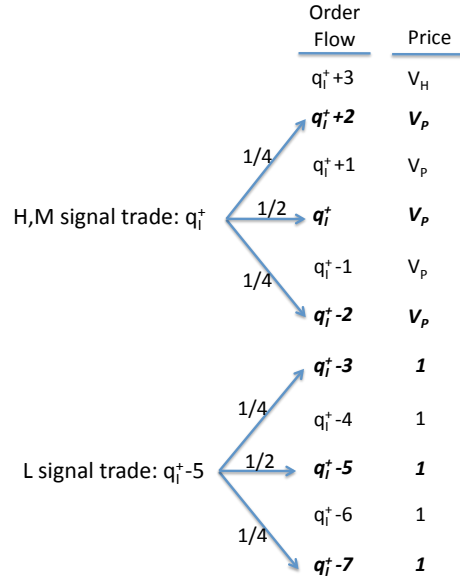 Order
Flow Price
q_I^+ +3 V_H
q_I^+ +2 V_P
1/4
q_I^+ +1 V_P
H,M signal trade: q_I^+ 1/2 q_I^+ V_P
q_I^+ -1 V_P
1/4
q_I^+ -2 V_P
q_I^+ -3 1
1/4
q_I^+ -4 1
L signal trade: q_I^+ -5 1/2 q_I^+ -5 1
q_I^+ -6 1
1/4
q_I^+ -7 1